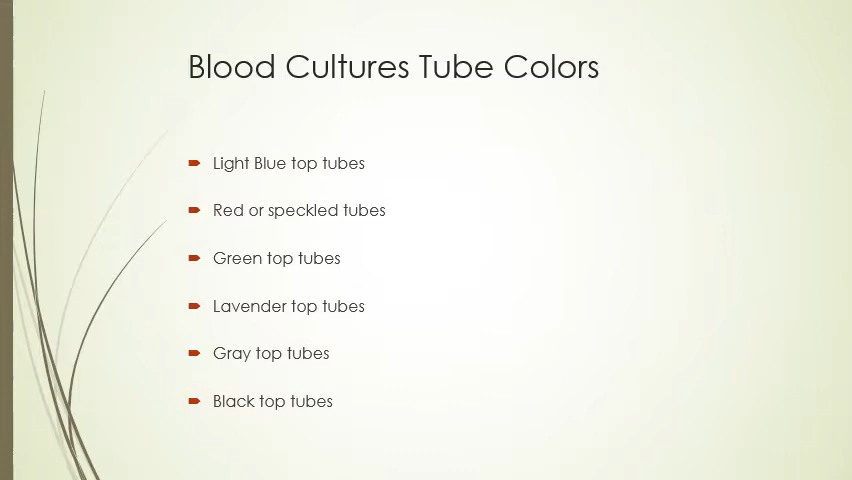 Blood Cultures Tube Colors
Light Blue top tubes
Red or speckled tubes
Green top tubes
Lavender top tubes
Gray top tubes
Black top tubes